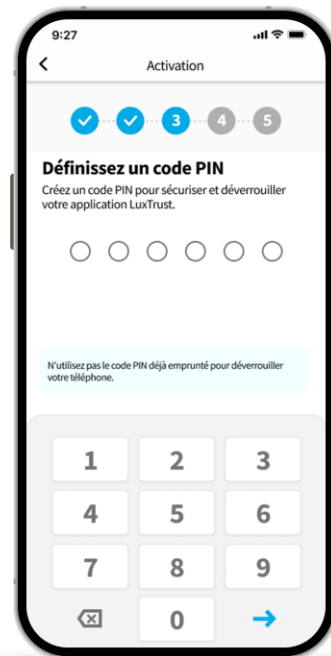 9:27
Activation
3 4 5
Définissez un code PIN
Créez un code PIN pour sécuriser et déverrouiller
votre application LuxTrust.
N'utilisez pas le code PIN déjà emprunté pour déverrouiller
votre téléphone.
1 2 3
4 5 6
7 8 9
0